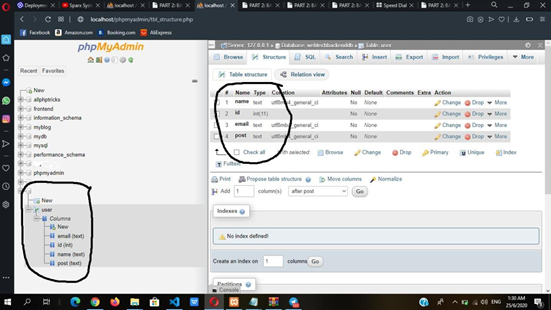 Deployme
Sparx System
localhost /
PART 2: B
PART 2: B
localhost / 
PART 2: B
PART 2: B
PART 2: B
Speed Dial
PART 2: B
localhost/phpmyadmin/tbl_structure.php
Facebook
Amazon.com
Booking.com
AliExpress
phpMyAdmin
Recent Favorites
New
allphptricks
frontend
information_schema
myblog
mydb
mysql
performance_schema
phpmyadmin
New
user
Columns
New
email (text)
id (int)
name (text)
post (text)
Server: 127.0.0.1 » Database: webtechbackenddb » Table: user
Browse Structure SQL Search Insert Export Import Privileges More
Table structure Relation view
# Name Type Collation Attributes Null Default Comments Extra Action
1 name text utf8mb4_general_ci No None Change Drop More
2 id int(11) No None Change Drop More
3 email text utf8mb4_general_ci No None Change Drop More
4 post text utf8mb4_general_ci No None Change Drop More
Check all With selected: Browse Change Drop Primary Unique Index
Fulltext
Print Propose table structure Move columns Normalize
Add 1 column(s) after post Go
Indexes
No index defined!
Create an index on 1 columns Go
Partitions
Console
ENG
1:30 AM
25/6/2020